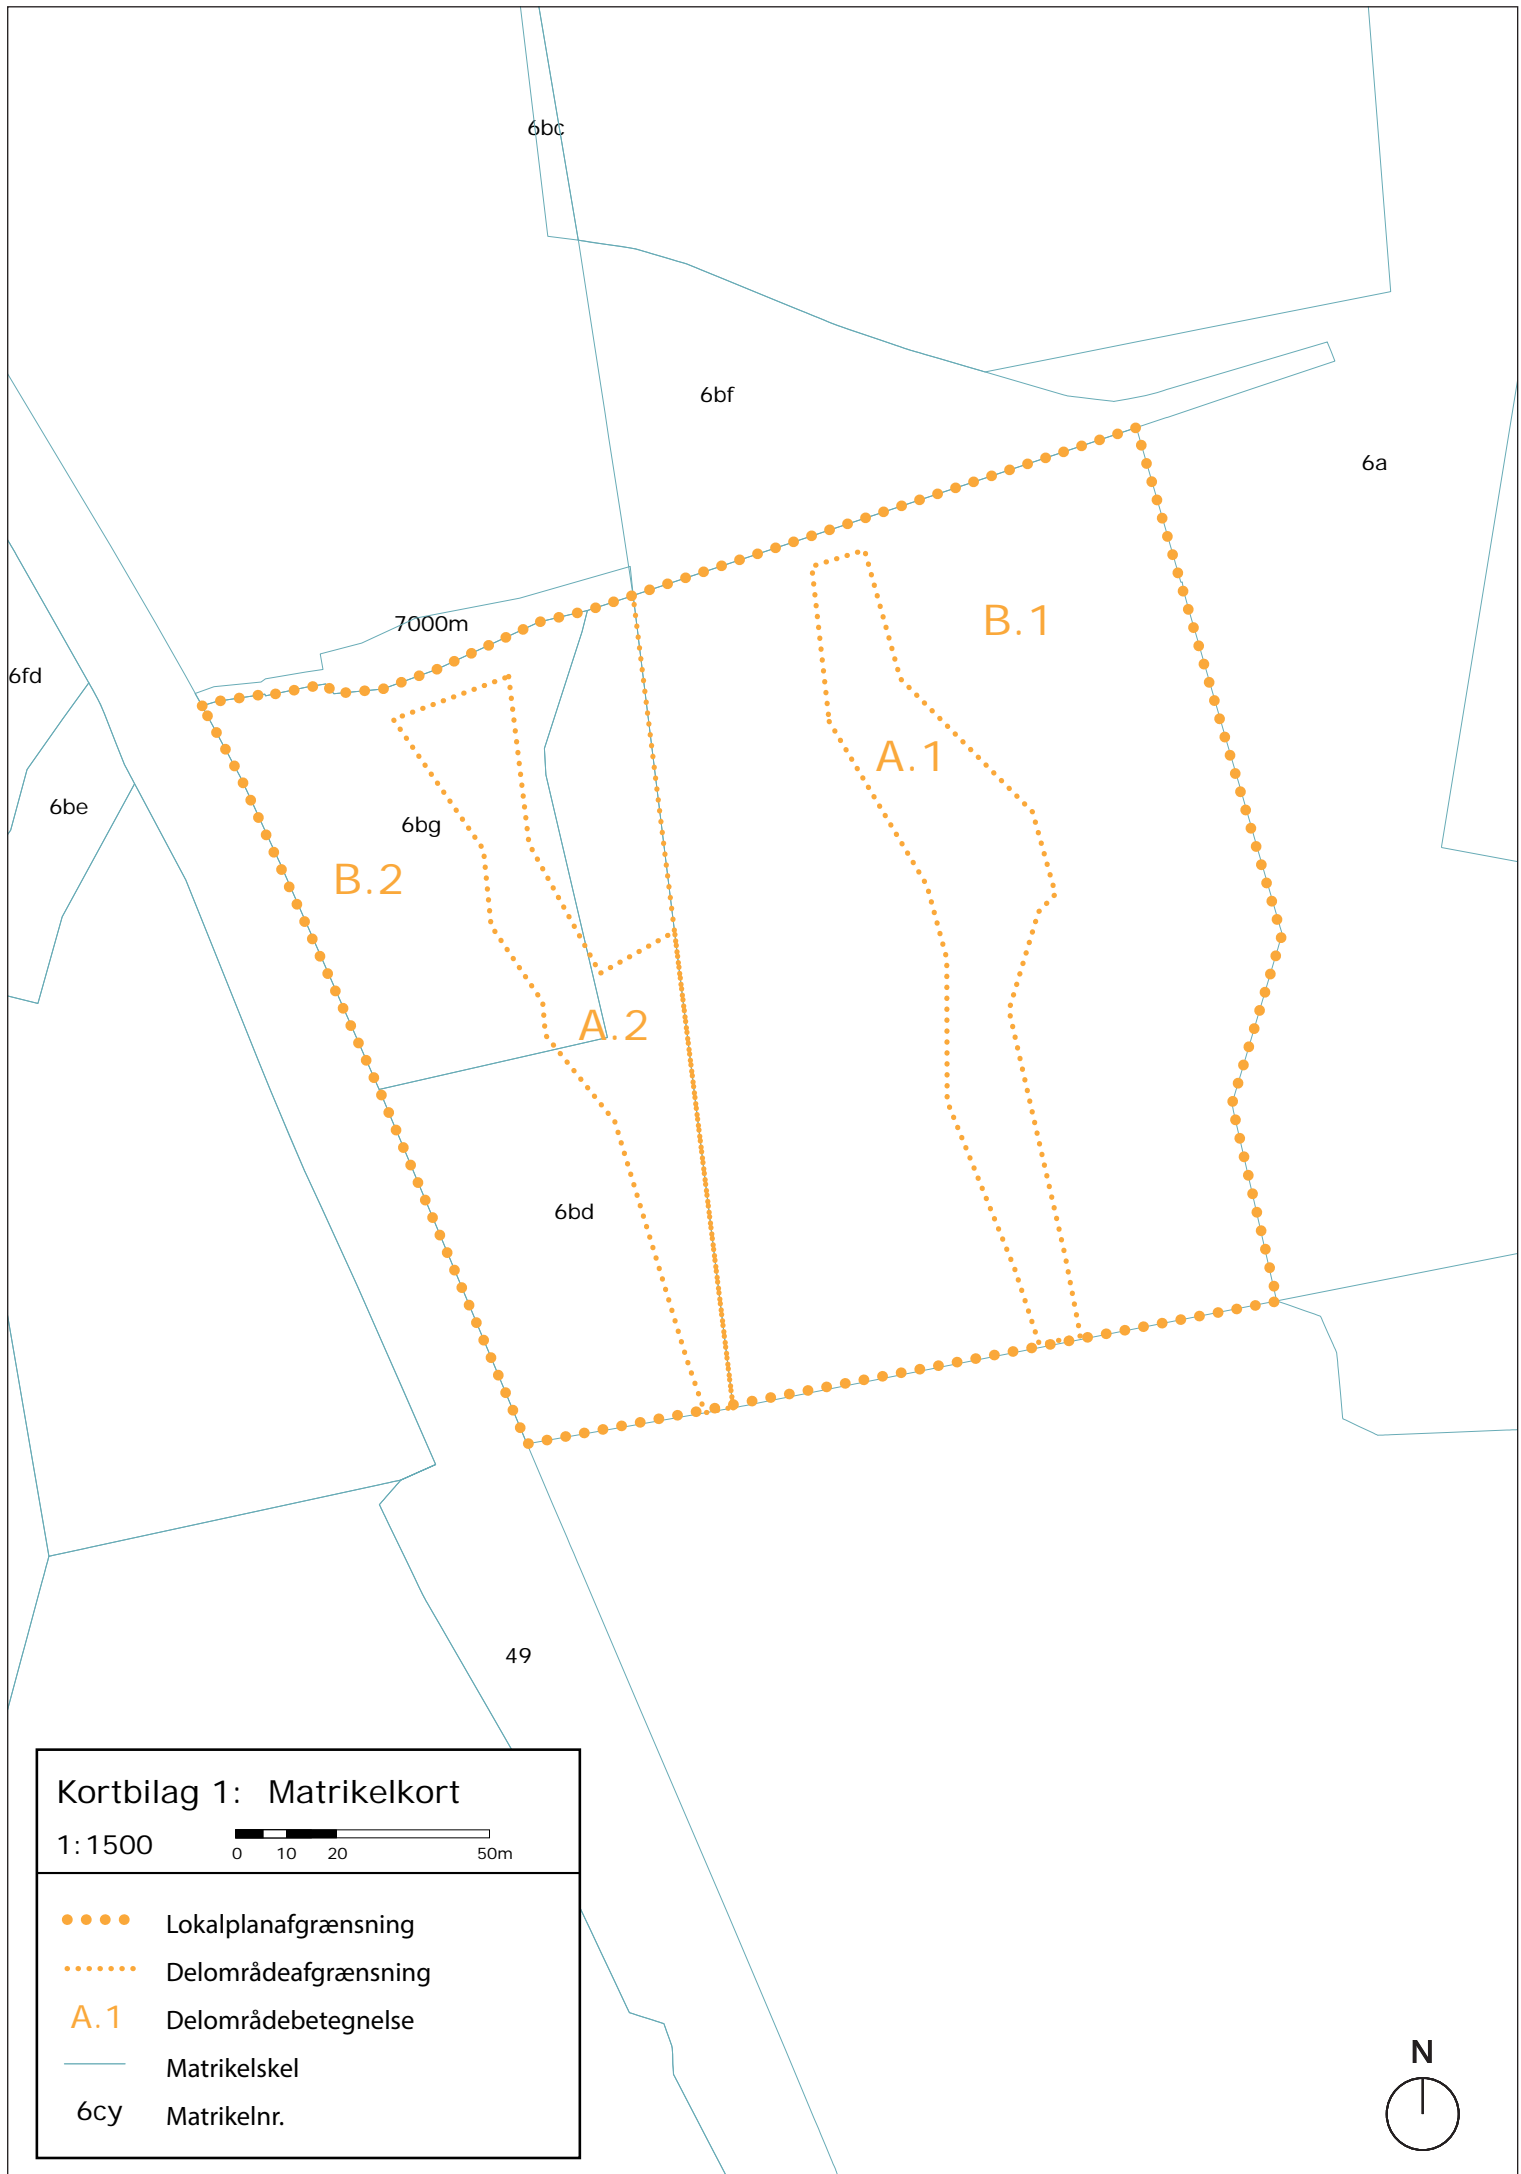 6bc
6bf
6a
B.1
7000m
6fd
A.1
6be
6bg
B.2
A.2
6bd
49
Kortbilag 1: Matrikelkort
1:1500
0 10 20 50m
Lokalplanafgrænsning
Delområdeafgrænsning
A.1 Delområdebetegnelse
Matrikelskel
6cy Matrikelnr.
N